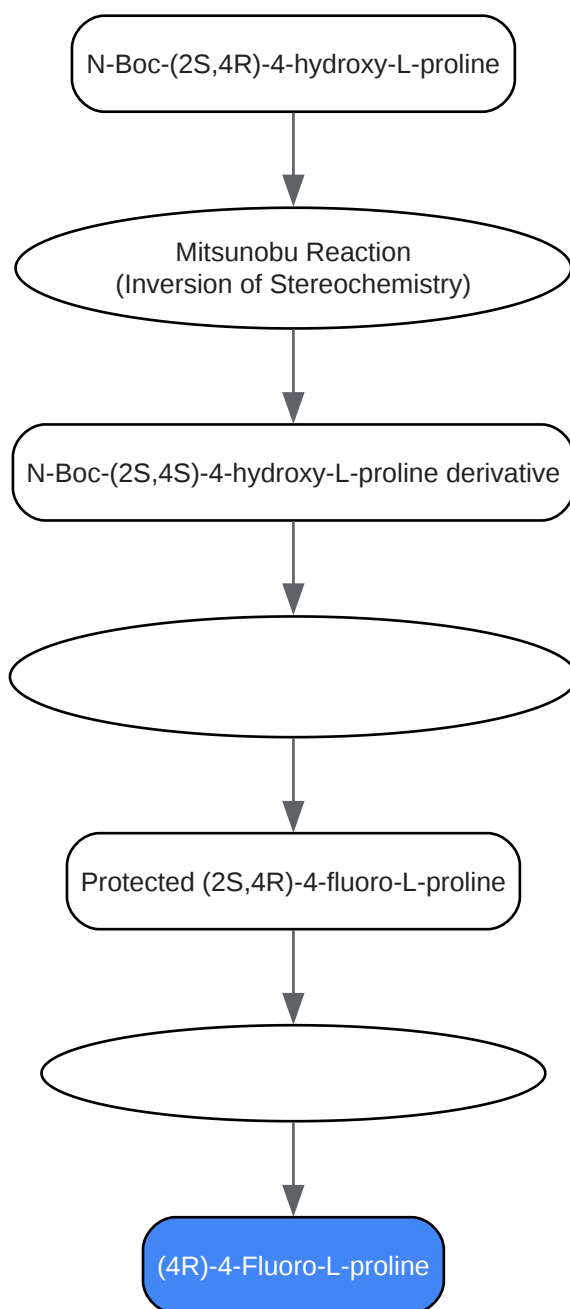 N-Boc-(2S,4R)-4-hydroxy-L-proline
Mitsunobu Reaction
(Inversion of Stereochemistry)
N-Boc-(2S,4S)-4-hydroxy-L-proline derivative
Protected (2S,4R)-4-fluoro-L-proline
(4R)-4-Fluoro-L-proline